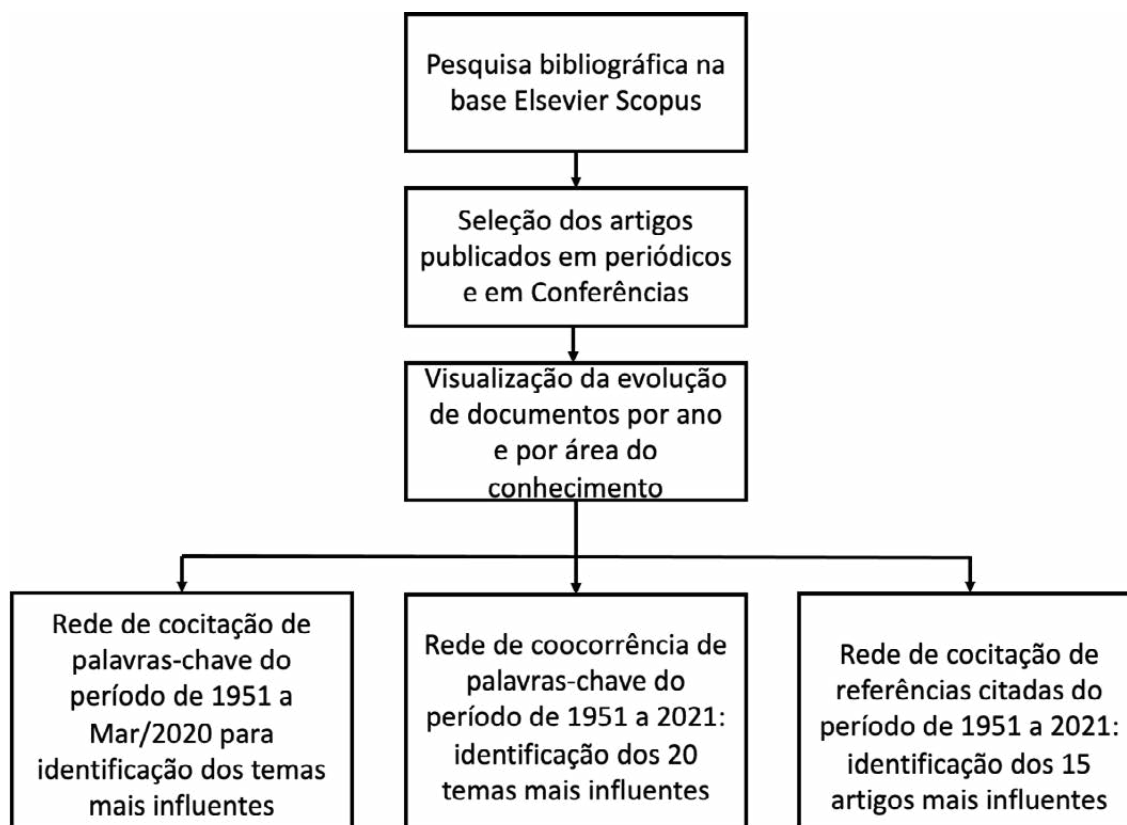 Pesquisa bibliográfica na
base Elsevier Scopus
Seleção dos artigos
publicados em periódicos
e em Conferências
Visualização da evolução
de documentos por ano
e por área do
conhecimento
Rede de cocitação de
palavras-chave do
período de 1951 a
Mar/2020 para
identificação dos temas
mais influentes
Rede de coocorrência de
palavras-chave do
período de 1951 a 2021:
identificação dos 20
temas mais influentes
Rede de cocitação de
referências citadas do
período de 1951 a 2021:
identificação dos 15
artigos mais influentes